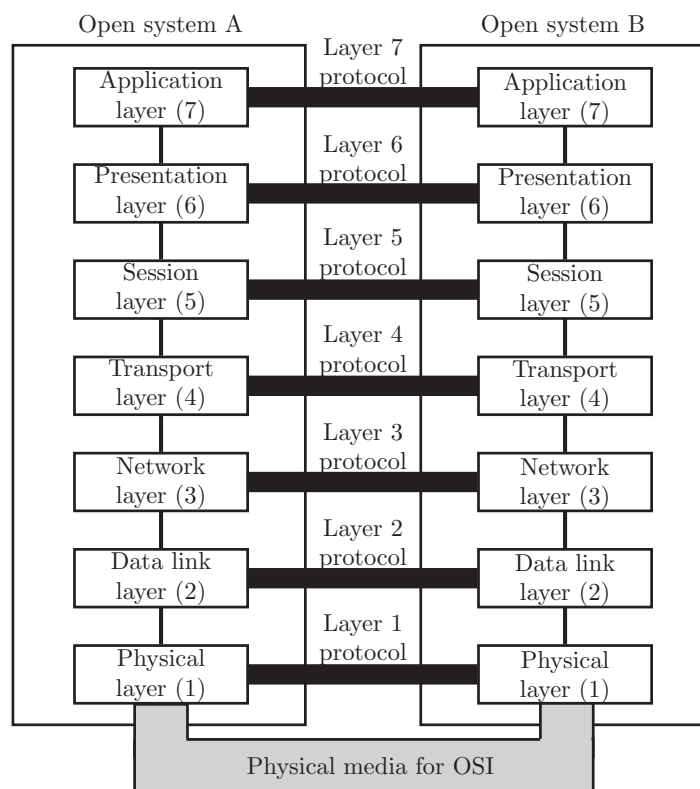 Open system A
Open system B
Layer 7
protocol
Application
layer (7)
Application
layer (7)
Layer 6
protocol
Presentation
layer (6)
Presentation
layer (6)
Layer 5
protocol
Session
layer (5)
Session
layer (5)
Layer 4
protocol
Transport
layer (4)
Transport
layer (4)
Layer 3
protocol
Network
layer (3)
Network
layer (3)
Layer 2
protocol
Data link
layer (2)
Data link
layer (2)
Layer 1
protocol
Physical
layer (1)
Physical
layer (1)
Physical media for OSI